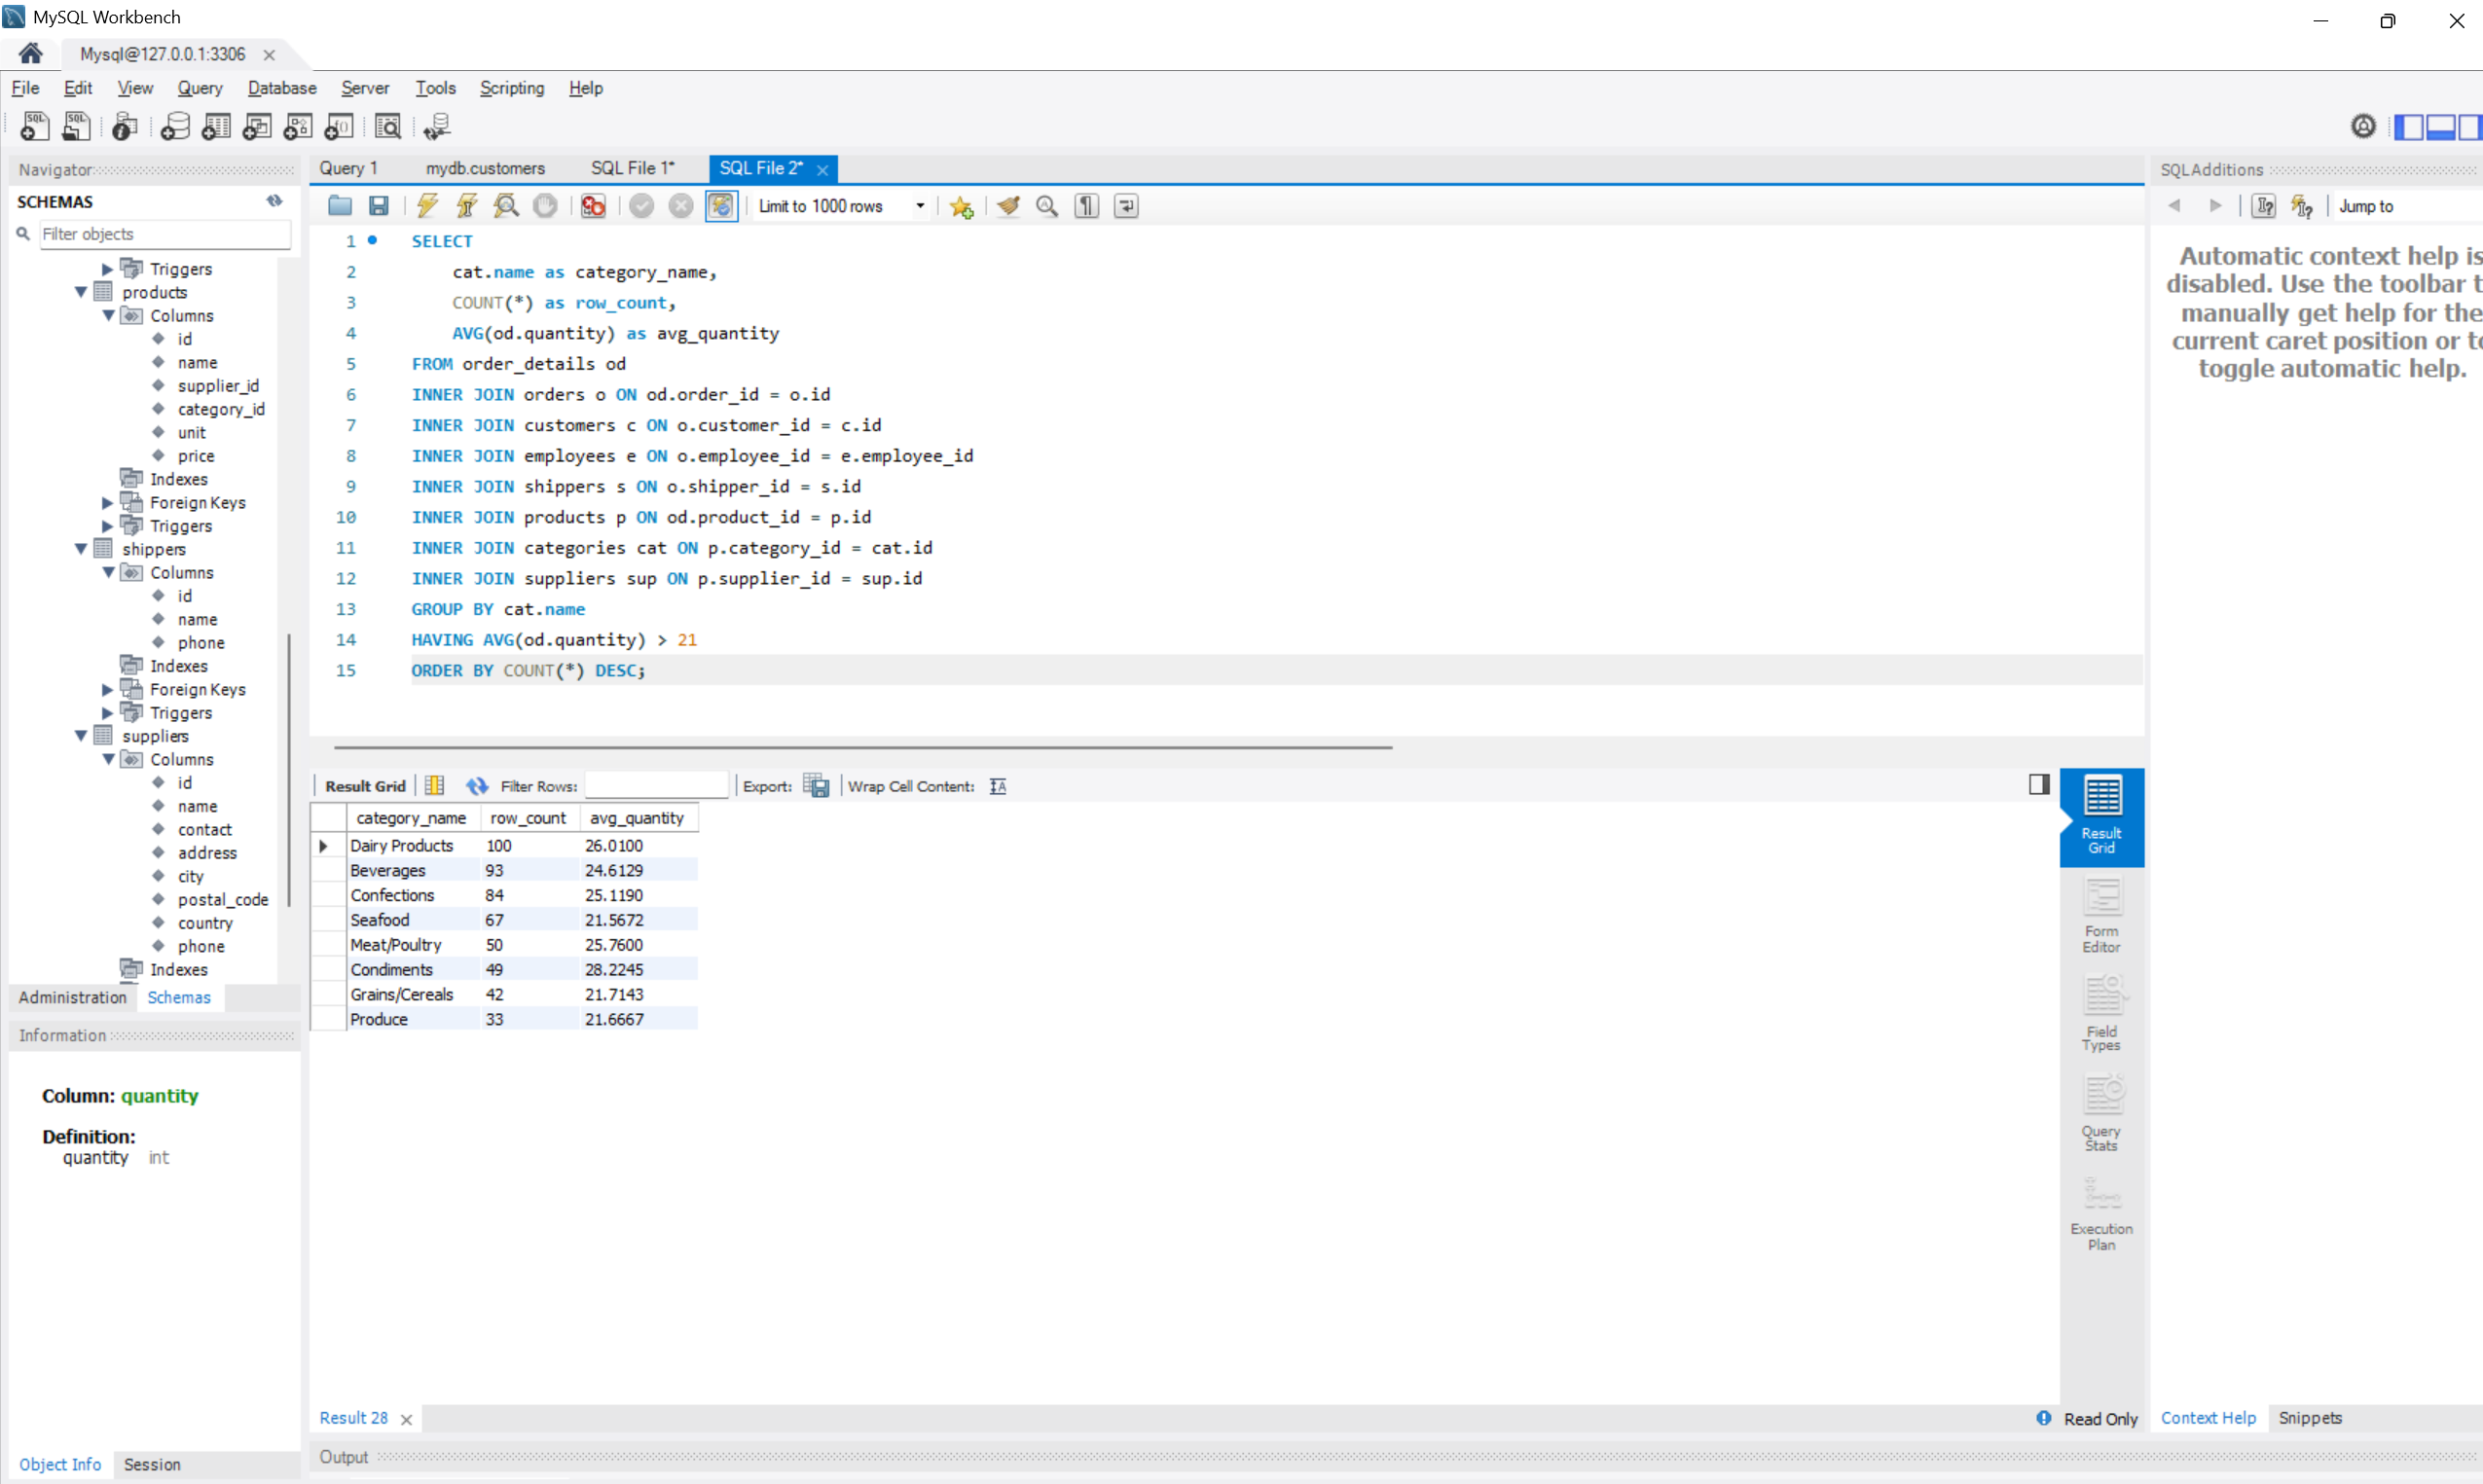 MySQL Workbench
Mysql@127.0.0.1:3306
File Edit View Query Database Server Tools Scripting Help
Navigator
SCHEMAS
Filter objects
Triggers
products
Columns
id
name
supplier_id
category_id
unit
price
Indexes
Foreign Keys
Triggers
shippers
Columns
id
name
phone
Indexes
Foreign Keys
Triggers
suppliers
Columns
id
name
contact
address
city
postal_code
country
phone
Indexes
Administration Schemas
Information
Column: quantity
Definition:
quantity int
Object Info Session
Query 1 mydb.customers SQL File 1* SQL File 2*
Limit to 1000 rows
1 SELECT
2 cat.name as category_name,
3 COUNT(*) as row_count,
4 AVG(od.quantity) as avg_quantity
5 FROM order_details od
6 INNER JOIN orders o ON od.order_id = o.id
7 INNER JOIN customers c ON o.customer_id = c.id
8 INNER JOIN employees e ON o.employee_id = e.employee_id
9 INNER JOIN shippers s ON o.shipper_id = s.id
10 INNER JOIN products p ON od.product_id = p.id
11 INNER JOIN categories cat ON p.category_id = cat.id
12 INNER JOIN suppliers sup ON p.supplier_id = sup.id
13 GROUP BY cat.name
14 HAVING AVG(od.quantity) > 21
15 ORDER BY COUNT(*) DESC;
Result Grid Filter Rows: Export: Wrap Cell Content:
category_name row_count avg_quantity
Dairy Products 100 26.0100
Beverages 93 24.6129
Confections 84 25.1190
Seafood 67 21.5672
Meat/Poultry 50 25.7600
Condiments 49 28.2245
Grains/Cereals 42 21.7143
Produce 33 21.6667
Result
Grid
Form
Editor
Field
Types
Query
Stats
Execution
Plan
Result 28
Read Only
Output
SQLAdditions
Jump to
Automatic context help is
disabled. Use the toolbar t
manually get help for the
current caret position or to
toggle automatic help.
Context Help Snippets